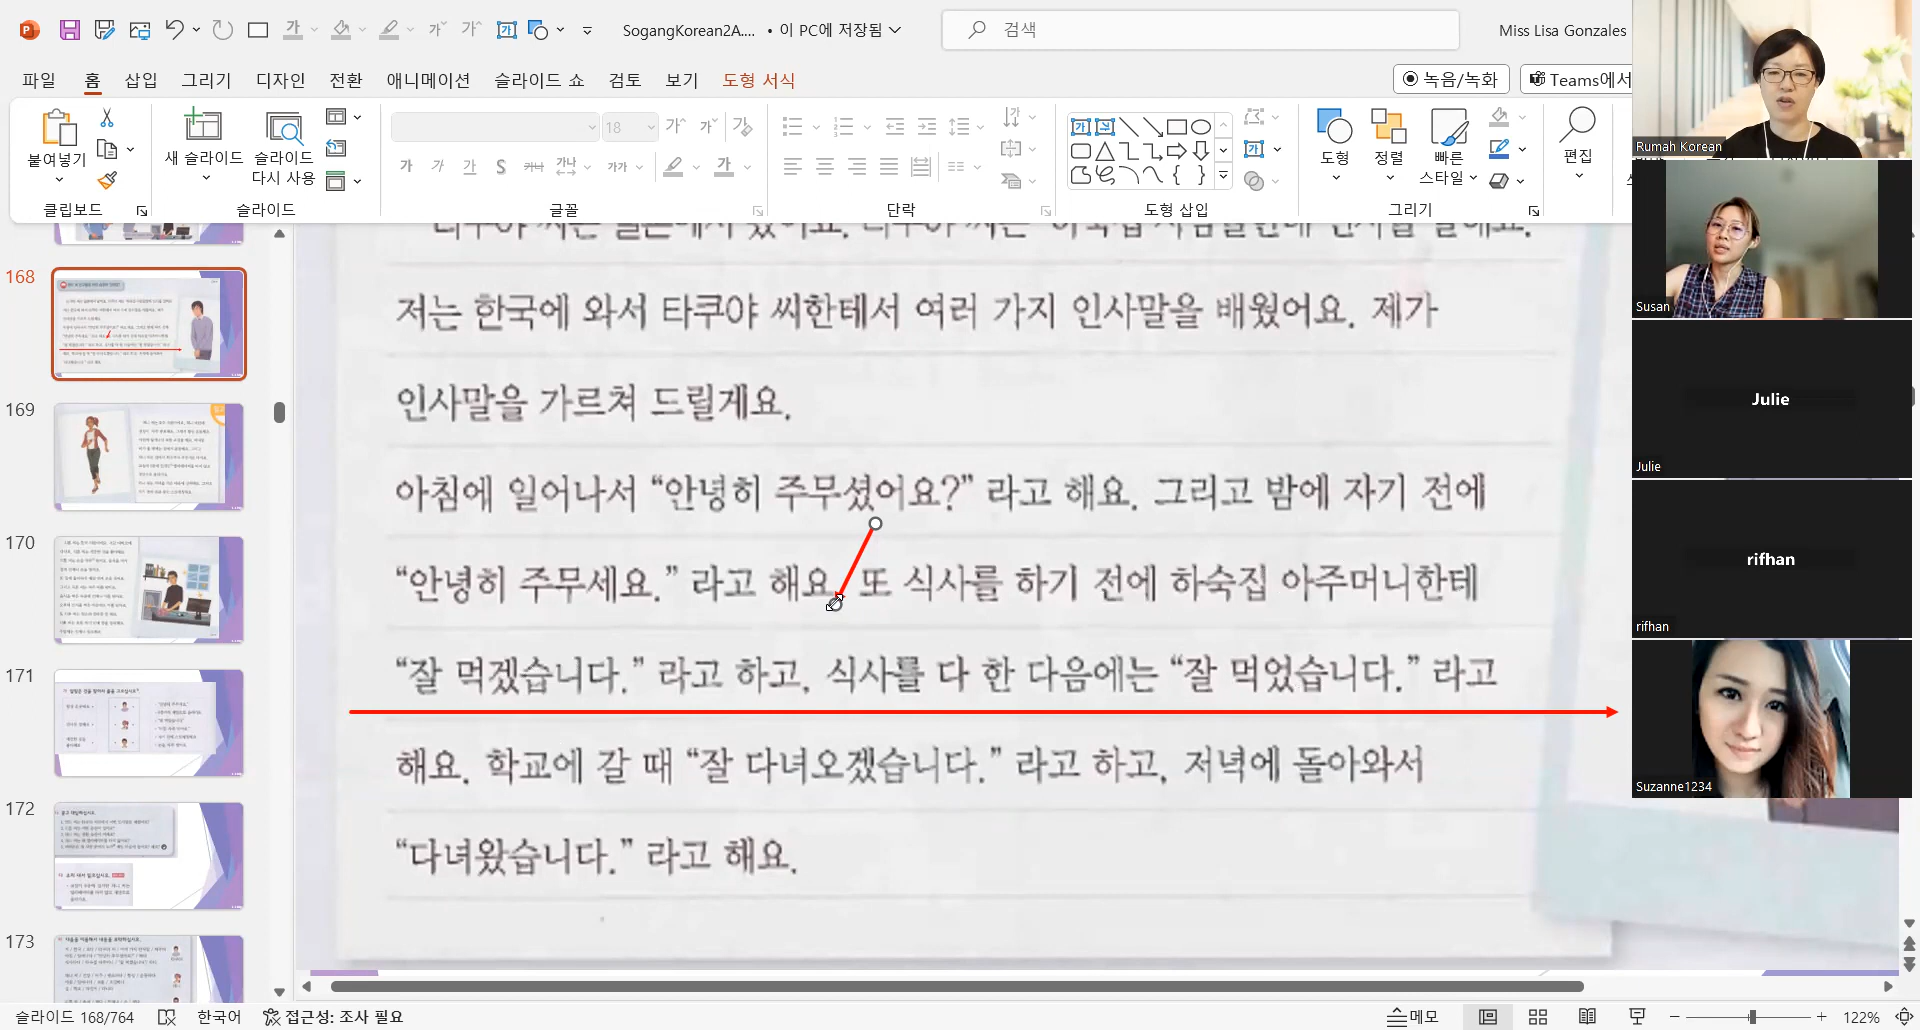 SogangKorean2A.... • 이 PC에 저장됨
검색
Miss Lisa Gonzales
파일 홈 삽입 그리기 디자인 전환 애니메이션 슬라이드 쇼 검토 보기 도형 서식
녹음/녹화
Teams에서
붙여넣기
새 슬라이드
슬라이드
다시 사용
18
도형
정렬
빠른
스타일
편집
클립보드
슬라이드
글꼴
단락
도형 삽입
그리기
168
169
170
171
172
173
저는 한국에 와서 타쿠야 씨한테서 여러 가지 인사말을 배웠어요. 제가
인사말을 가르쳐 드릴게요.
아침에 일어나서 “안녕히 주무셨어요?” 라고 해요. 그리고 밤에 자기 전에
“안녕히 주무세요.” 라고 해요. 또 식사를 하기 전에 하숙집 아주머니한테
“잘 먹겠습니다.” 라고 하고, 식사를 다 한 다음에는 “잘 먹었습니다.” 라고
해요. 학교에 갈 때 “잘 다녀오겠습니다.” 라고 하고, 저녁에 돌아와서
“다녀왔습니다.” 라고 해요.
Rumah Korean
Susan
Julie
Julie
rifhan
rifhan
Suzanne1234
슬라이드 168/764
한국어
접근성: 조사 필요
메모
122%